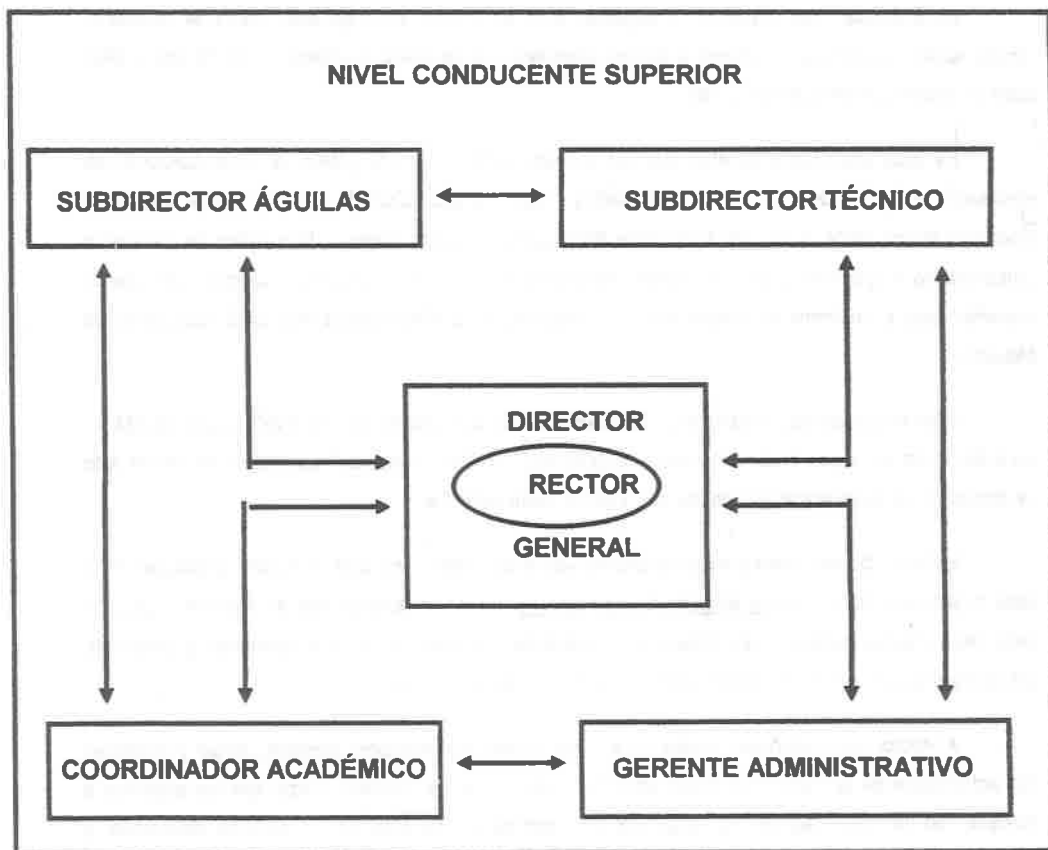 NIVEL CONDUCENTE SUPERIOR
SUBDIRECTOR ÁGUILAS
SUBDIRECTOR TÉCNICO
DIRECTOR
RECTOR
GENERAL
COORDINADOR ACADÉMICO
GERENTE ADMINISTRATIVO